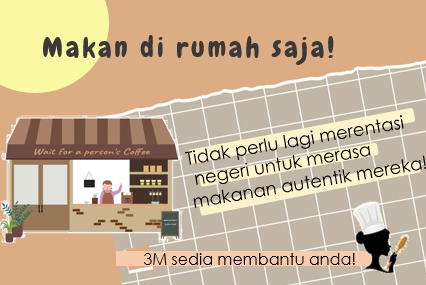 Makan di rumah saja!
Wait for a person's Coffee
Tidak perlu lagi merentasi
negeri untuk merasa
makanan autentik mereka!
3M sedia membantu anda!